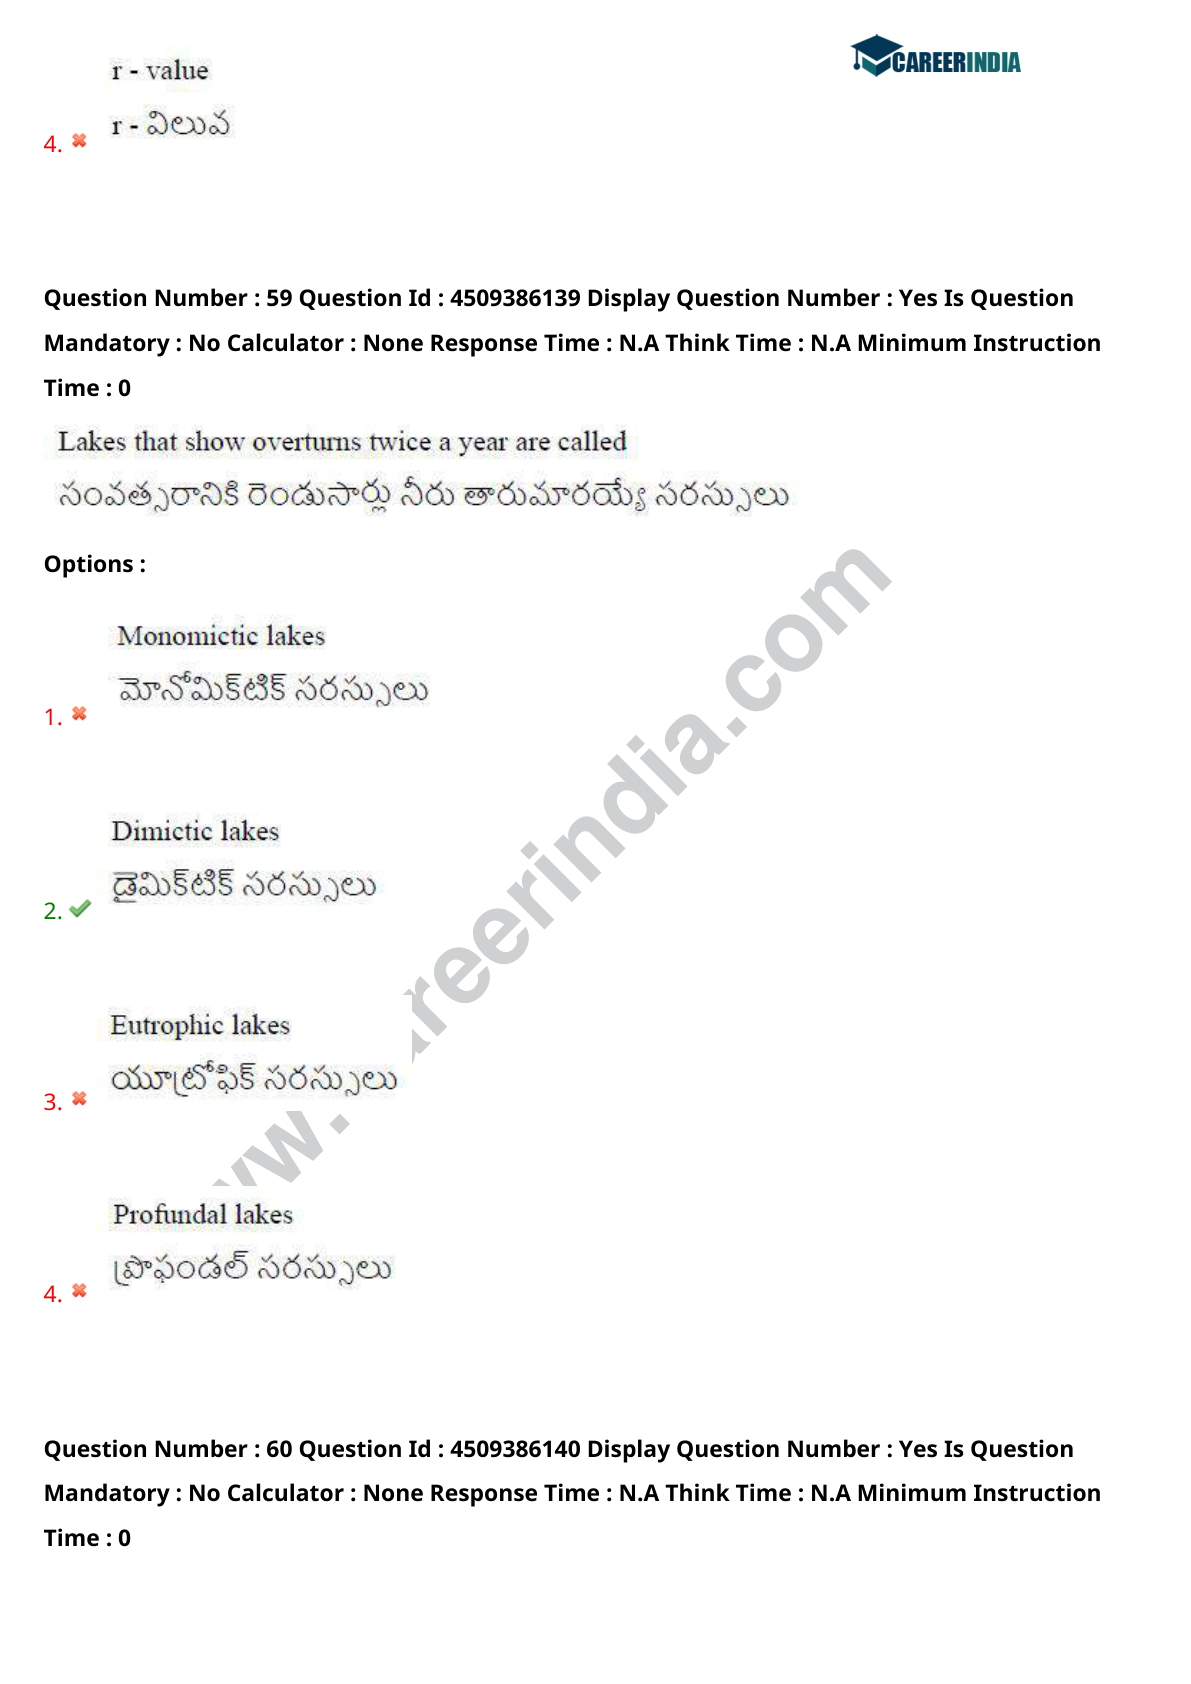 CAREERINDIA
r - value
r - విలువ
4.
Question Number : 59 Question Id : 4509386139 Display Question Number : Yes Is Question
Mandatory : No Calculator : None Response Time : N.A Think Time : N.A Minimum Instruction
Time : 0
Lakes that show overturns twice a year are called
సంవత్సరానికి రెండుసార్లు నీరు తారుమారయ్యే సరస్సులు
Options :
Monomictic lakes
మోనోమిక్‌టిక్ సరస్సులు
1.
Dimictic lakes
డైమిక్‌టిక్ సరస్సులు
2.
Eutrophic lakes
యూట్రోఫిక్ సరస్సులు
3.
Profundal lakes
ప్రొఫండల్ సరస్సులు
4.
Question Number : 60 Question Id : 4509386140 Display Question Number : Yes Is Question
Mandatory : No Calculator : None Response Time : N.A Think Time : N.A Minimum Instruction
Time : 0